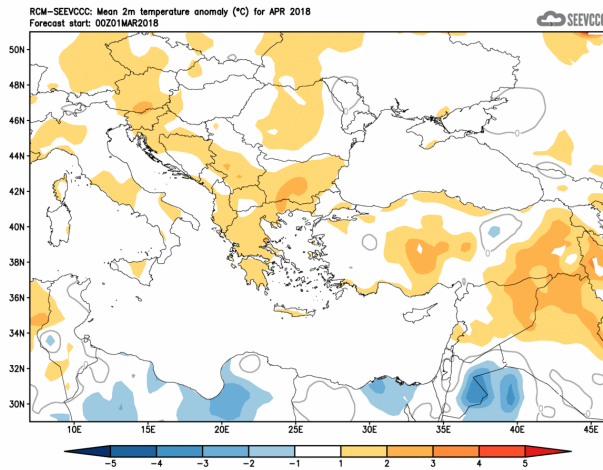 RCM-SEEVCCC: Mean 2m temperature anomaly (°C) for APR 2018
Forecast start: 00Z01MAR2018
SEEVCCC
50N
48N
46N
44N
42N
40N
38N
36N
34N
32N
30N
10E 15E 20E 25E 30E 35E 40E 45E
-5 -4 -3 -2 -1 1 2 3 4 5